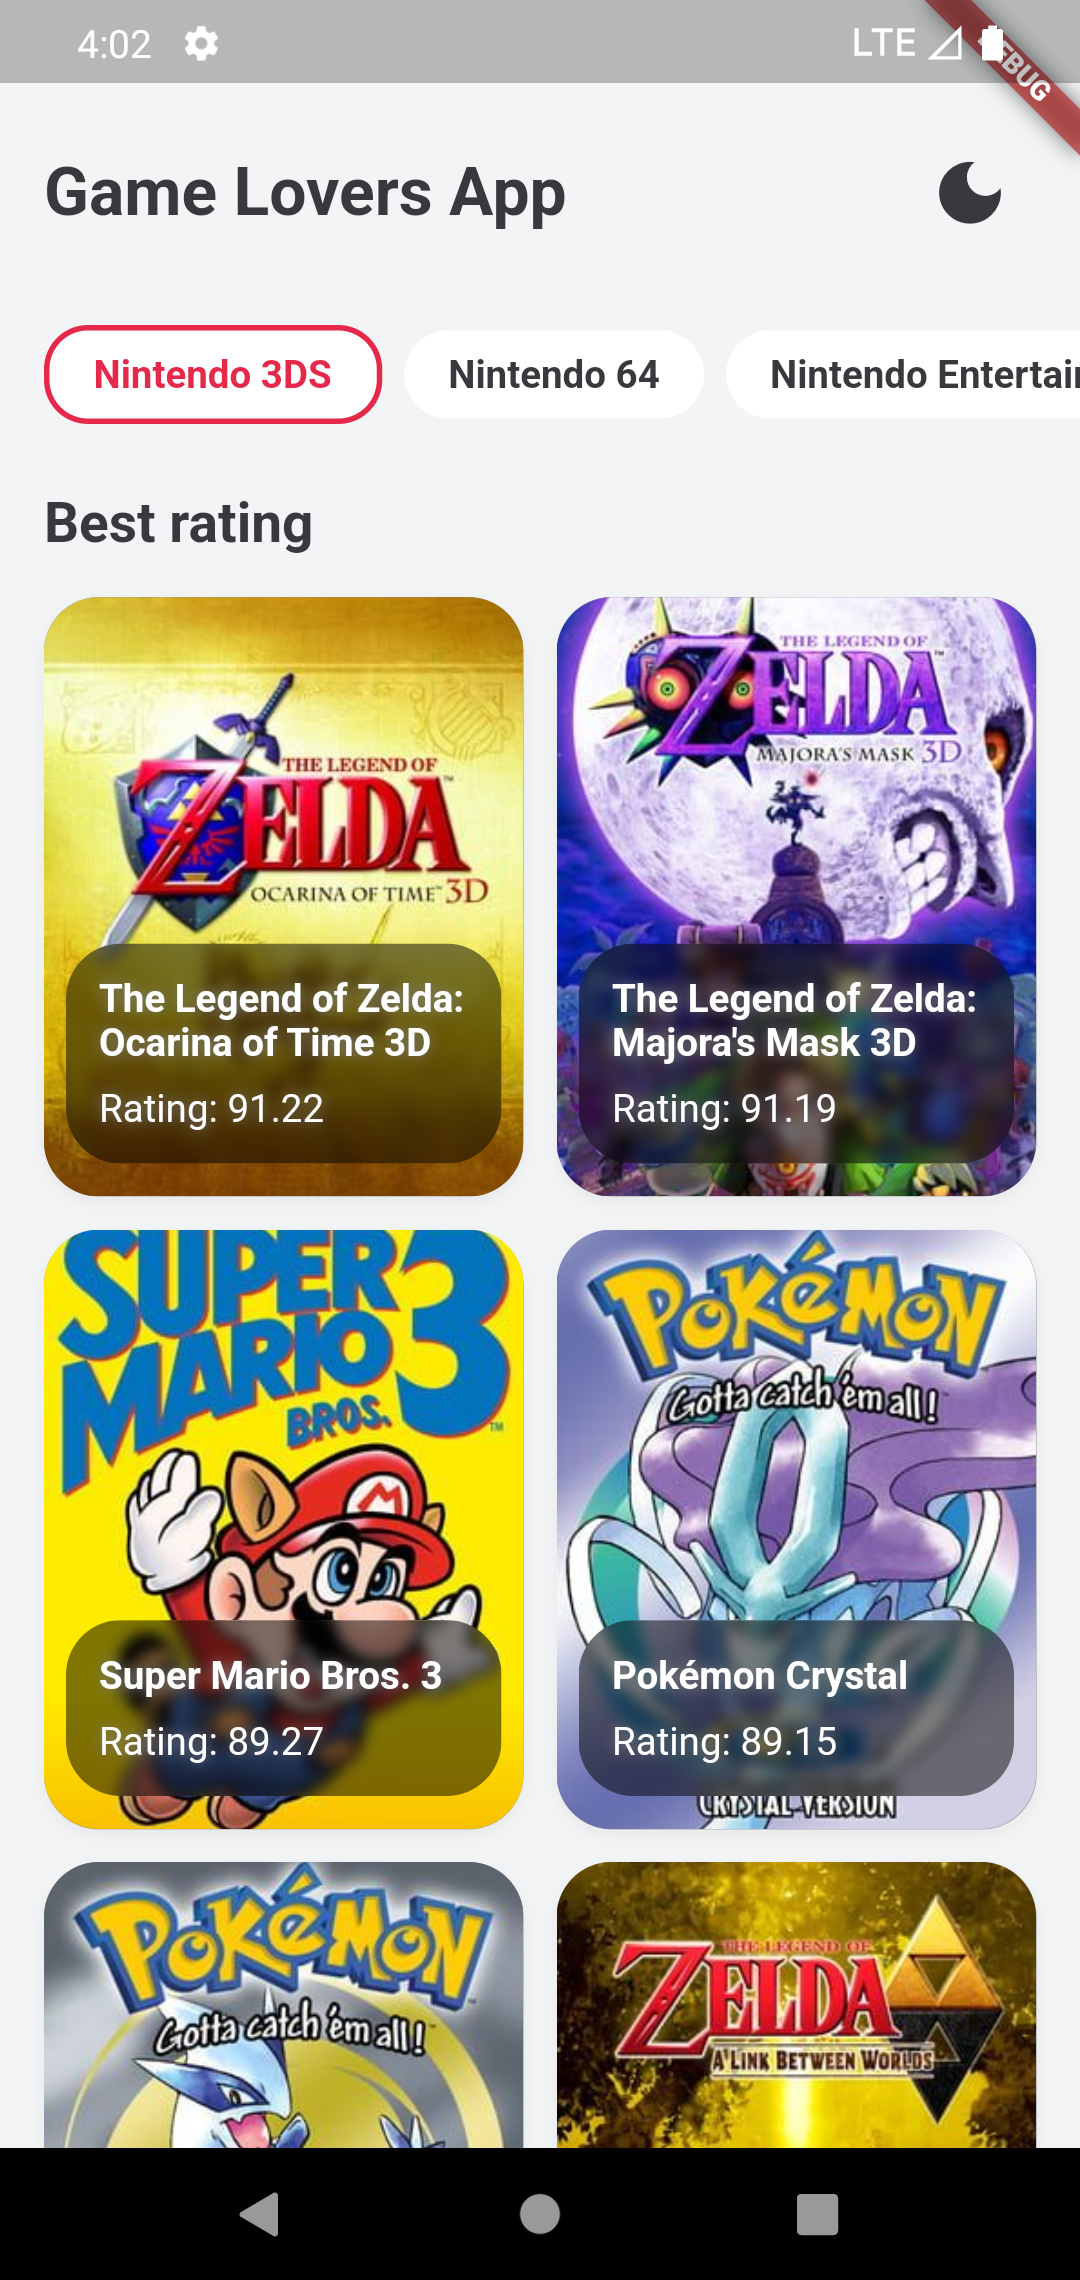 4:02
LTE
DEBUG
Game Lovers App
Nintendo 3DS
Nintendo 64
Nintendo Entertai
Best rating
THE LEGEND OF
ZELDA
OCARINA OF TIME™ 3D
The Legend of Zelda:
Ocarina of Time 3D
Rating: 91.22
THE LEGEND OF
ZELDA™
MAJORA'S MASK 3D
The Legend of Zelda:
Majora's Mask 3D
Rating: 91.19
SUPER
MARIO
BROS. 3
TM
Super Mario Bros. 3
Rating: 89.27
POKéMON
Gotta catch 'em all!
Pokémon Crystal
Rating: 89.15
CRYSTAL VERSION
POKéMON
Gotta catch 'em all!
THE LEGEND OF
ZELDA
A LINK BETWEEN WORLDS